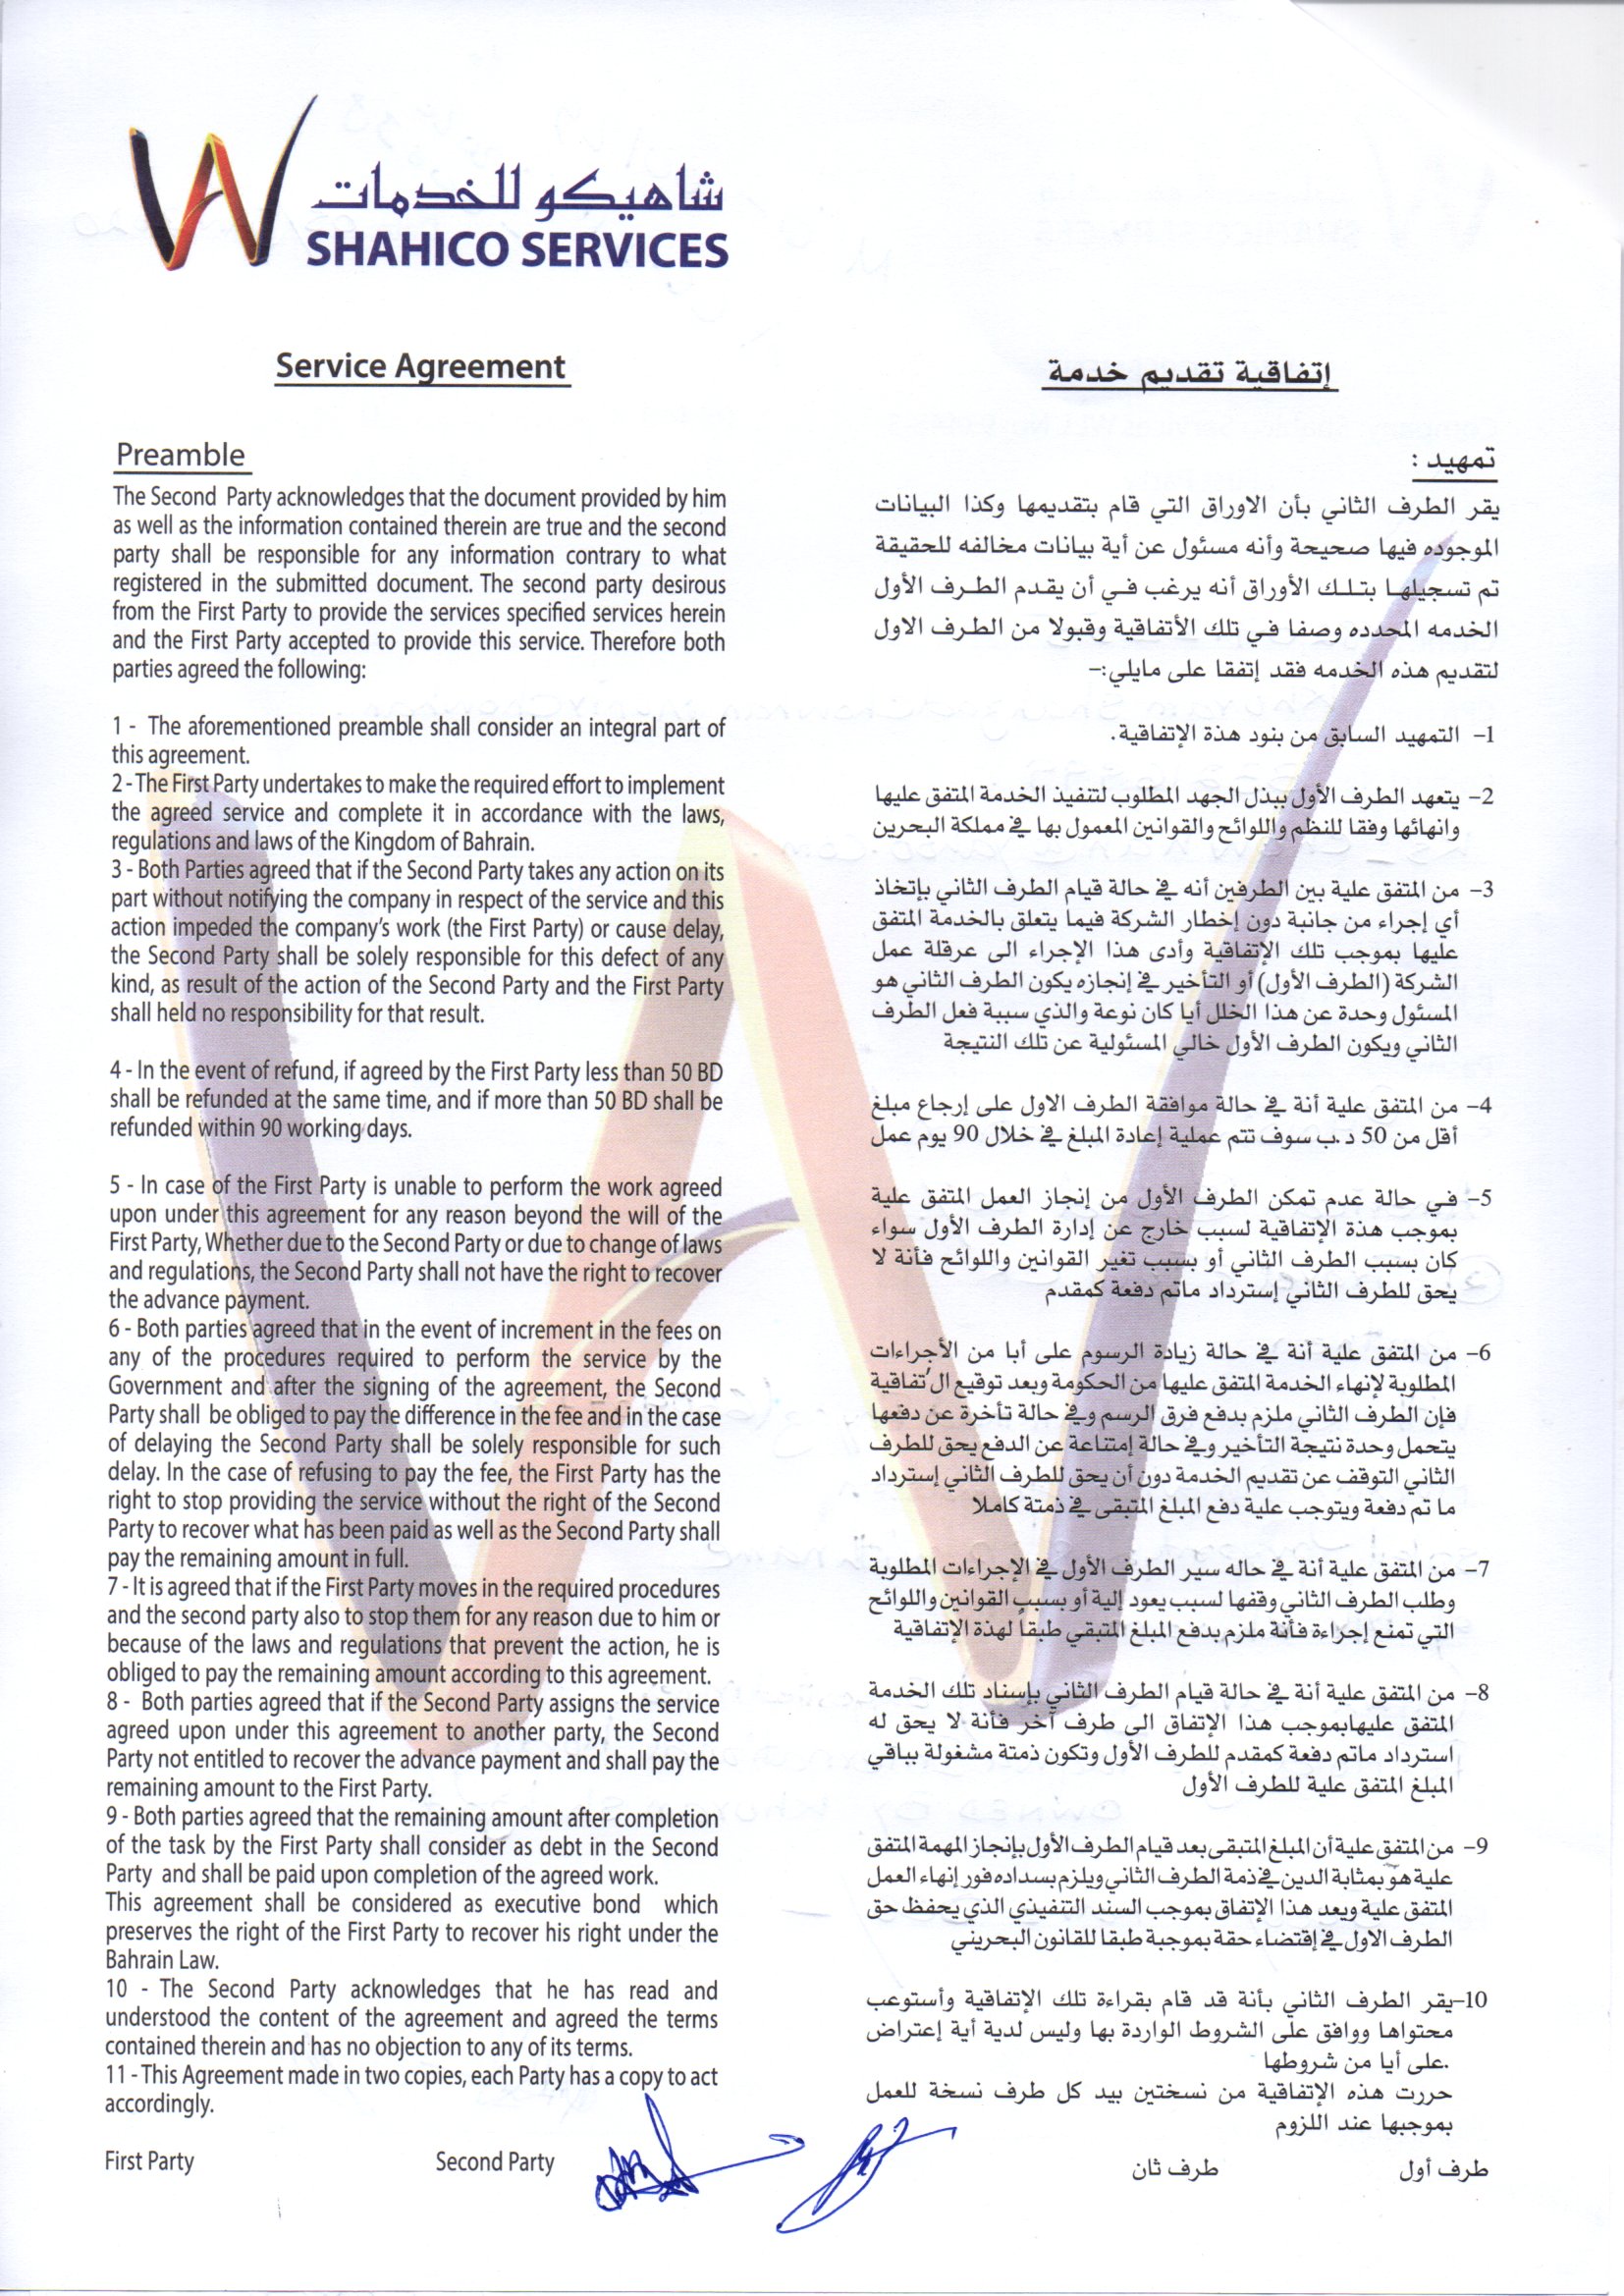 شاهيكو للخدمات
SHAHICO SERVICES
Service Agreement
Preamble
The Second Party acknowledges that the document provided by him
as well as the information contained therein are true and the second
party shall be responsible for any information contrary to what
registered in the submitted document. The second party desirous
from the First Party to provide the services specified services herein
and the First Party accepted to provide this service. Therefore both
parties agreed the following:
1 - The aforementioned preamble shall consider an integral part of
this agreement.
2 - The First Party undertakes to make the required effort to implement
the agreed service and complete it in accordance with the laws,
regulations and laws of the Kingdom of Bahrain.
3 - Both Parties agreed that if the Second Party takes any action on its
part without notifying the company in respect of the service and this
action impeded the company's work (the First Party) or cause delay,
the Second Party shall be solely responsible for this defect of any
kind, as result of the action of the Second Party and the First Party
shall held no responsibility for that result.
4 - In the event of refund, if agreed by the First Party less than 50 BD
shall be refunded at the same time, and if more than 50 BD shall be
refunded within 90 working days.
5 - In case of the First Party is unable to perform the work agreed
upon under this agreement for any reason beyond the will of the
First Party, Whether due to the Second Party or due to change of laws
and regulations, the Second Party shall not have the right to recover
the advance payment.
6 - Both parties agreed that in the event of increment in the fees on
any of the procedures required to perform the service by the
Government and after the signing of the agreement, the Second
Party shall be obliged to pay the difference in the fee and in the case
of delaying the Second Party shall be solely responsible for such
delay. In the case of refusing to pay the fee, the First Party has the
right to stop providing the service without the right of the Second
Party to recover what has been paid as well as the Second Party shall
pay the remaining amount in full.
7 - It is agreed that if the First Party moves in the required procedures
and the second party also to stop them for any reason due to him or
because of the laws and regulations that prevent the action, he is
obliged to pay the remaining amount according to this agreement.
8 - Both parties agreed that if the Second Party assigns the service
agreed upon under this agreement to another party, the Second
Party not entitled to recover the advance payment and shall pay the
remaining amount to the First Party.
9 - Both parties agreed that the remaining amount after completion
of the task by the First Party shall consider as debt in the Second
Party and shall be paid upon completion of the agreed work.
This agreement shall be considered as executive bond which
preserves the right of the First Party to recover his right under the
Bahrain Law.
10 - The Second Party acknowledges that he has read and
understood the content of the agreement and agreed the terms
contained therein and has no objection to any of its terms.
11 - This Agreement made in two copies, each Party has a copy to act
accordingly.
First Party
Second Party
إتفاقية تقديم خدمة
تمهيد :
يقر الطرف الثاني بأن الاوراق التي قام بتقديمها وكذا البيانات
الموجوده فيها صحيحة وأنه مسئول عن أية بيانات مخالفه للحقيقة
تم تسجيلها بتلك الأوراق أنه يرغب في أن يقدم الطرف الأول
الخدمه المحدده وصفا في تلك الأتفاقية وقبولا من الطرف الاول
لتقديم هذه الخدمه فقد إتفقا على مايلي:-
1- التمهيد السابق من بنود هذة الإتفاقية.
2- يتعهد الطرف الأول ببذل الجهد المطلوب لتنفيذ الخدمة المتفق عليها
وانهائها وفقا للنظم واللوائح والقوانين المعمول بها في مملكة البحرين
3- من المتفق علية بين الطرفين أنه في حالة قيام الطرف الثاني بإتخاذ
أي إجراء من جانبة دون إخطار الشركة فيما يتعلق بالخدمة المتفق
عليها بموجب تلك الإتفاقية وأدى هذا الإجراء الى عرقلة عمل
الشركة (الطرف الأول) أو التأخير في إنجازه يكون الطرف الثاني هو
المسئول وحدة عن هذا الخلل أيا كان نوعة والذي سببة فعل الطرف
الثاني ويكون الطرف الأول خالي المسئولية عن تلك النتيجة
4- من المتفق علية أنة في حالة موافقة الطرف الاول على إرجاع مبلغ
أقل من 50 د.ب سوف تتم عملية إعادة المبلغ في خلال 90 يوم عمل
5- في حالة عدم تمكن الطرف الأول من إنجاز العمل المتفق علية
بموجب هذة الإتفاقية لسبب خارج عن إدارة الطرف الأول سواء
كان بسبب الطرف الثاني أو بسبب تغير القوانين واللوائح فأنة لا
يحق للطرف الثاني إسترداد ماتم دفعة كمقدم
6- من المتفق علية أنة في حالة زيادة الرسوم على أبا من الأجراءات
المطلوبة لإنهاء الخدمة المتفق عليها من الحكومة وبعد توقيع ال'تفاقية
فإن الطرف الثاني ملزم بدفع فرق الرسم وفي حالة تأخرة عن دفعها
يتحمل وحدة نتيجة التأخير وفي حالة إمتناعة عن الدفع يحق للطرف
الثاني التوقف عن تقديم الخدمة دون أن يحق للطرف الثاني إسترداد
ما تم دفعة ويتوجب علية دفع المبلغ المتبقى في ذمتة كاملا
7- من المتفق علية أنة في حاله سير الطرف الأول في الإجراءات المطلوبة
وطلب الطرف الثاني وقفها لسبب يعود إلية أو بسبب القوانين واللوائح
التي تمنع إجراءة فأنة ملزم بدفع المبلغ المتبقي طبقاً لهذة الإتفاقية
8- من المتفق علية أنة في حالة قيام الطرف الثاني بإسناد تلك الخدمة
المتفق عليهابموجب هذا الإتفاق الى طرف آخر فأنة لا يحق له
استرداد ماتم دفعة كمقدم للطرف الأول وتكون ذمتة مشغولة بباقي
المبلغ المتفق علية للطرف الأول
9- من المتفق علية أن المبلغ المتبقى بعد قيام الطرف الأول بإنجاز المهمة المتفق
علية هو بمثابة الدين في ذمة الطرف الثاني ويلزم بسداده فور إنهاء العمل
المتفق علية ويعد هذا الإتفاق بموجب السند التنفيذي الذي يحفظ حق
الطرف الاول في إقتضاء حقة بموجبة طبقا للقانون البحريني
10-يقر الطرف الثاني بأنة قد قام بقراءة تلك الإتفاقية وأستوعب
محتواها ووافق على الشروط الواردة بها وليس لدية أية إعتراض
.على أيا من شروطها
حررت هذه الإتفاقية من نسختين بيد كل طرف نسخة للعمل
بموجبها عند اللزوم
طرف أول
طرف ثان